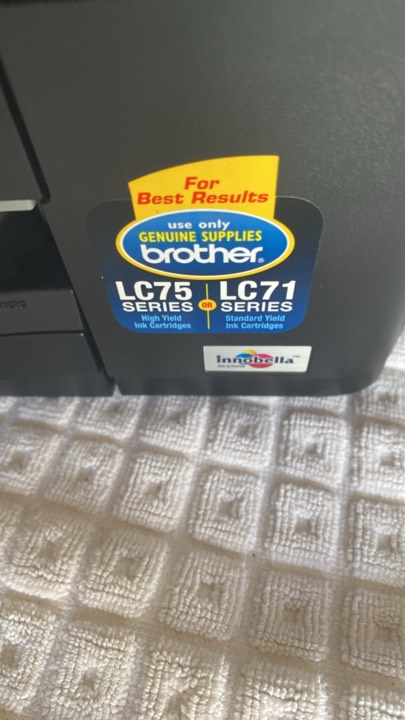 For
Best Results
use only
GENUINE SUPPLIES
brother®
LC75
SERIES
High Yield
Ink Cartridges
OR
LC71
SERIES
Standard Yield
Ink Cartridges
innobella™